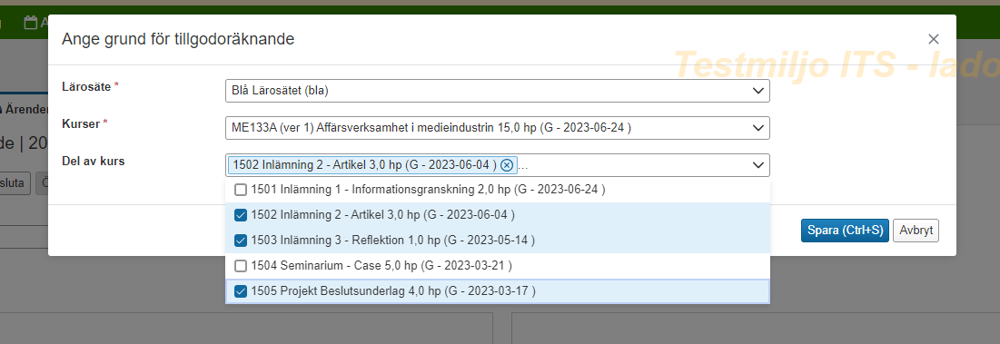 Ange grund för tillgodoräknande
Testmiljo ITS - lado
Lärosäte *
Blå Lärosätet (bla)
Ärender
Kurser *
ME133A (ver 1) Affärsverksamhet i medieindustrin 15,0 hp (G - 2023-06-24 )
de | 20
Del av kurs
1502 Inlämning 2 - Artikel 3,0 hp (G - 2023-06-04 ) ...
sluta
1501 Inlämning 1 - Informationsgranskning 2,0 hp (G - 2023-06-24 )
1502 Inlämning 2 - Artikel 3,0 hp (G - 2023-06-04 )
1503 Inlämning 3 - Reflektion 1,0 hp (G - 2023-05-14 )
Spara (Ctrl+S)
Avbryt
1504 Seminarium - Case 5,0 hp (G - 2023-03-21 )
1505 Projekt Beslutsunderlag 4,0 hp (G - 2023-03-17 )